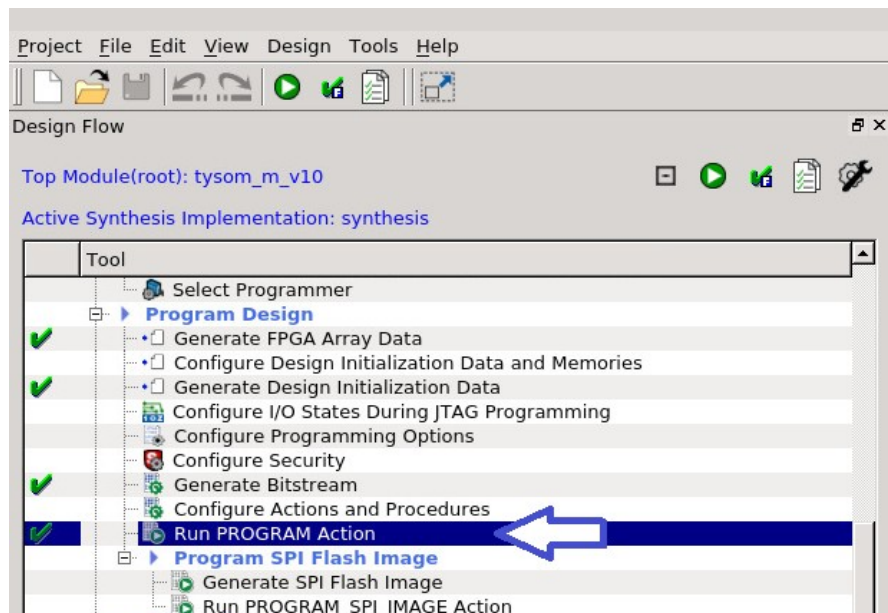 Project File Edit View Design Tools Help
Design Flow
Top Module(root): tysom_m_v10
Active Synthesis Implementation: synthesis
Tool
Select Programmer
Program Design
Generate FPGA Array Data
Configure Design Initialization Data and Memories
Generate Design Initialization Data
Configure I/O States During JTAG Programming
Configure Programming Options
Configure Security
Generate Bitstream
Configure Actions and Procedures
Run PROGRAM Action
Program SPI Flash Image
Generate SPI Flash Image
Run PROGRAM_SPI_IMAGE Action